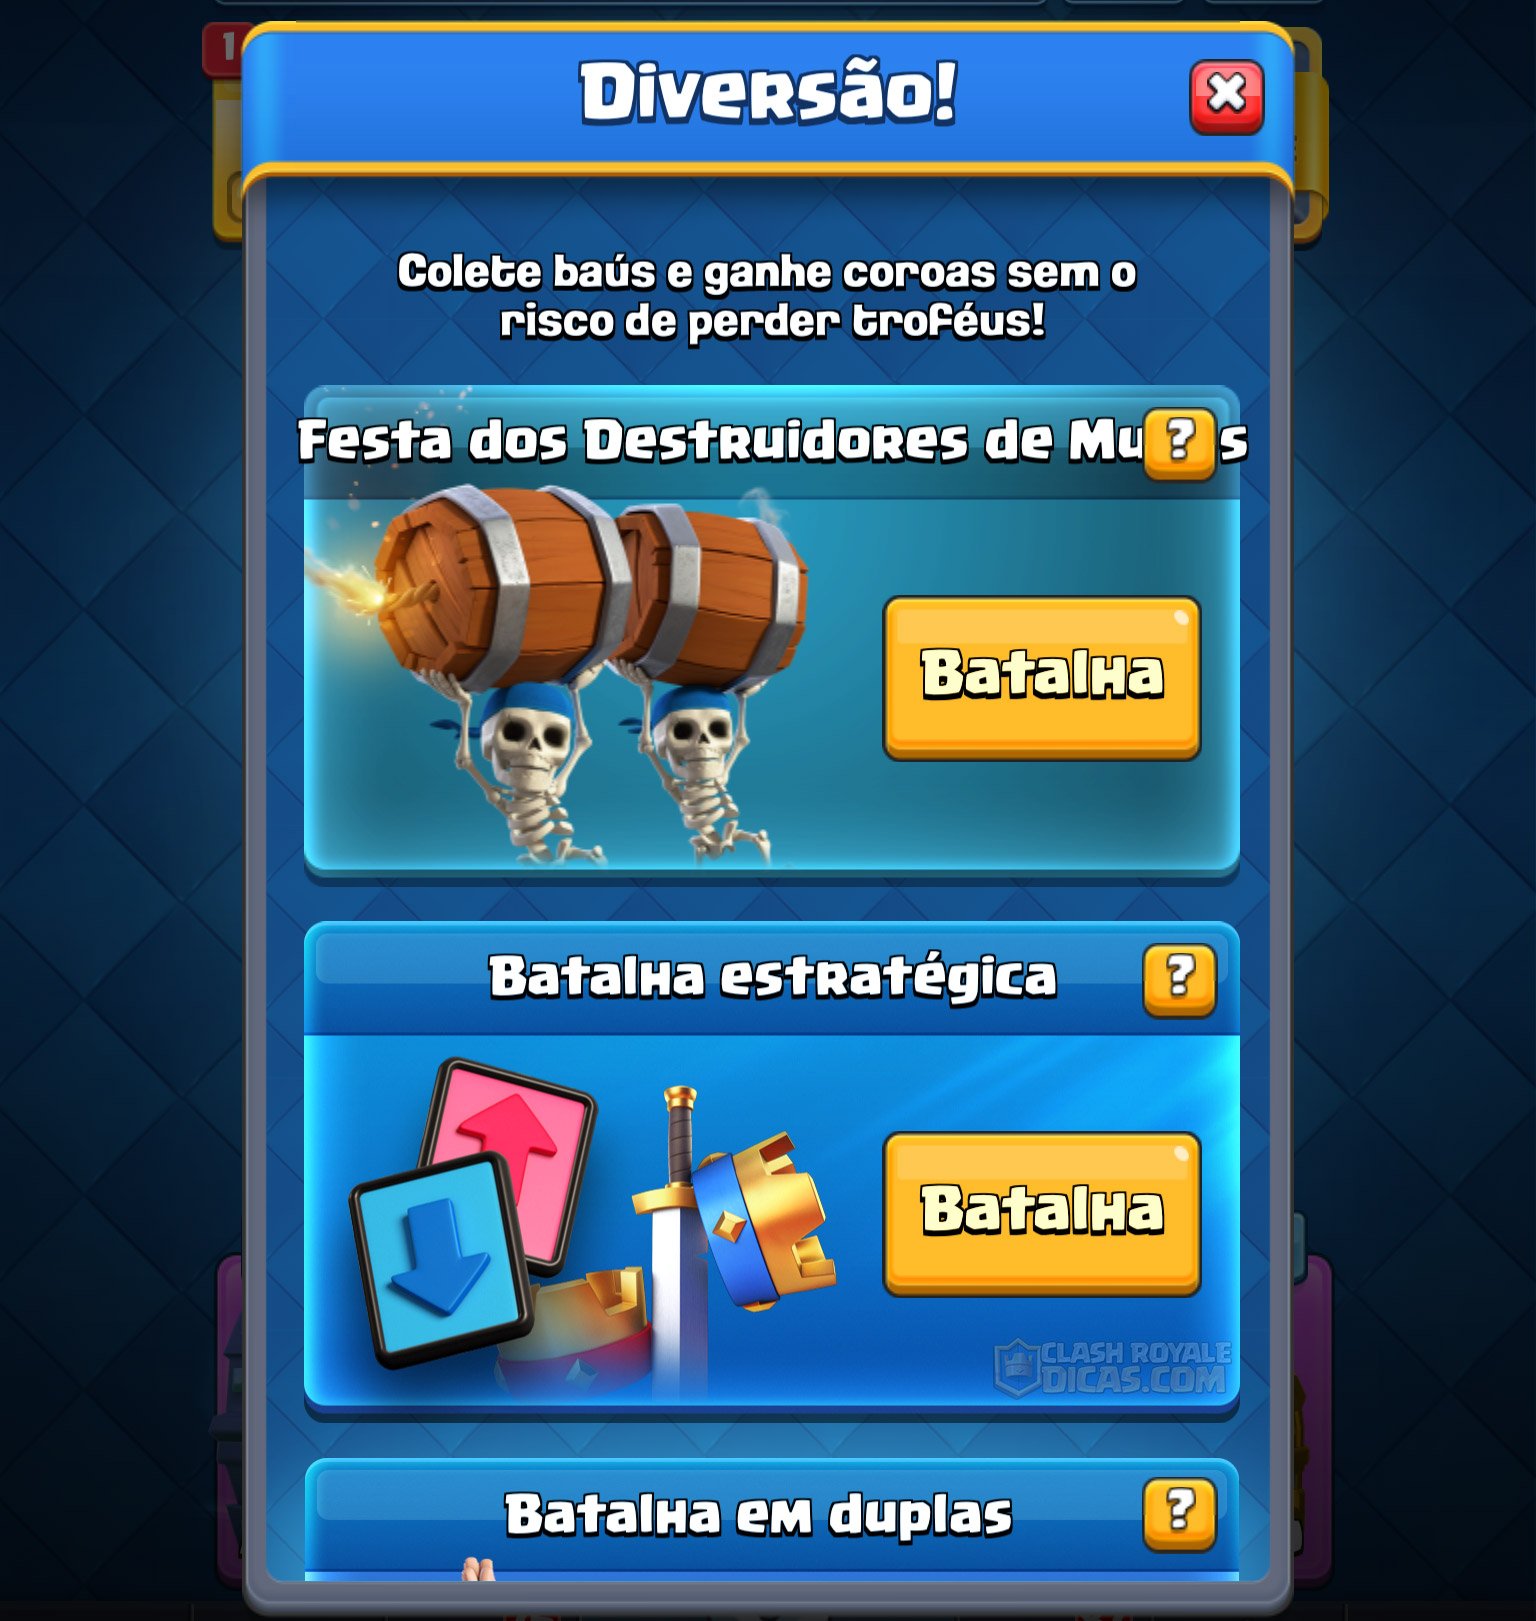 1
Diversão!
Colete baús e ganhe coroas sem o
risco de perder troféus!
Festa dos Destruidores de Mu
?
s
Batalha
Batalha estratégica
?
Batalha
CLASH ROYALE
DICAS.COM
Batalha em duplas
?